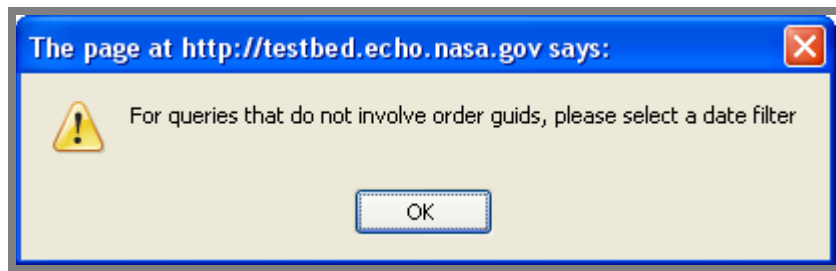 The page at http://testbed.echo.nasa.gov says:
For queries that do not involve order guids, please select a date filter
OK